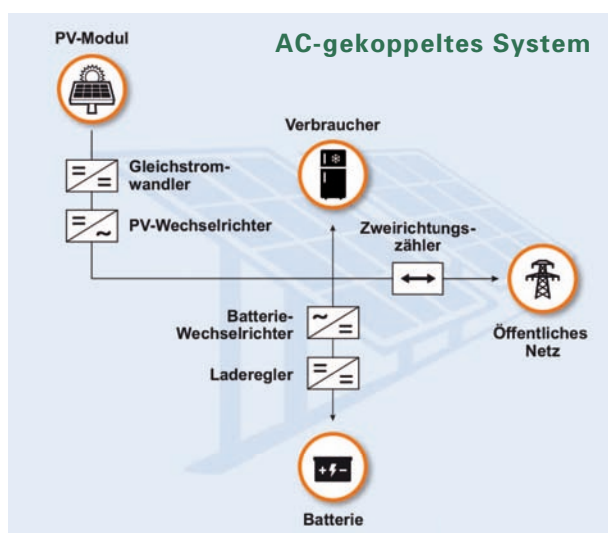 PV-Modul
AC-gekoppeltes System
Verbraucher
Gleichstrom-
wandler
PV-Wechselrichter
Zweirichtungs-
zähler
Batterie-
Wechselrichter
Öffentliches
Netz
Laderegler
Batterie